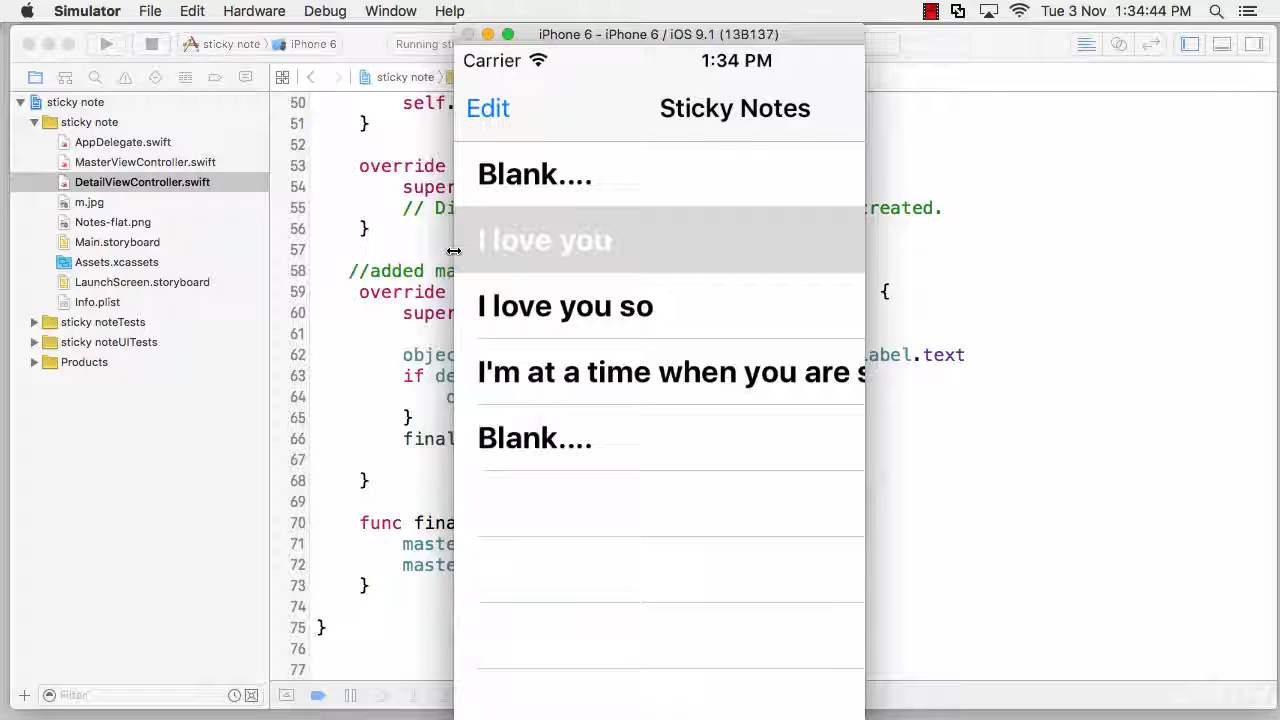 Simulator File Edit Hardware Debug Window Help Tue 3 Nov 1:34:44 PM
sticky note iPhone 6 Running
iPhone 6 - iPhone 6 / iOS 9.1 (13B137)
sticky note
Carrier 1:34 PM
Edit Sticky Notes
Blank....
I love you
I love you so
I'm at a time when you are s
Blank....
sticky note
sticky note
AppDelegate.swift
MasterViewController.swift
DetailViewController.swift
m.jpg
Notes-flat.png
Main.storyboard
Assets.xcassets
LaunchScreen.storyboard
Info.plist
sticky noteTests
sticky noteUITests
Products
Filter
50 self.
51 }
52
53 override
54 super
55 // Di created.
56 }
57
58 //added ma
59 override {
60 super
61
62 objec label.text
63 if de
64 o
65 }
66 final
67
68 }
69
70 func fina
71 maste
72 maste
73 }
74
75 }
76
77